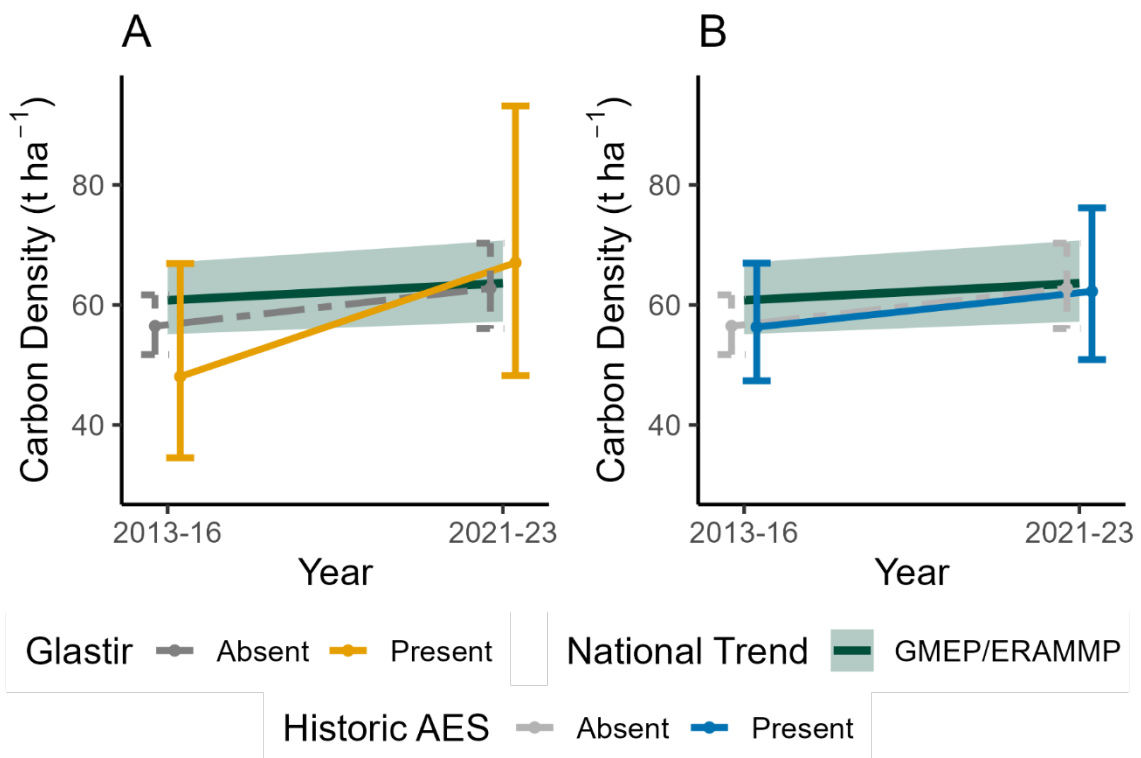 A
B
Carbon Density (t ha⁻¹)
80
60
40
2013-16
2021-23
Year
Carbon Density (t ha⁻¹)
80
60
40
2013-16
2021-23
Year
Glastir Absent Present
National Trend GMEP/ERAMMP
Historic AES Absent Present